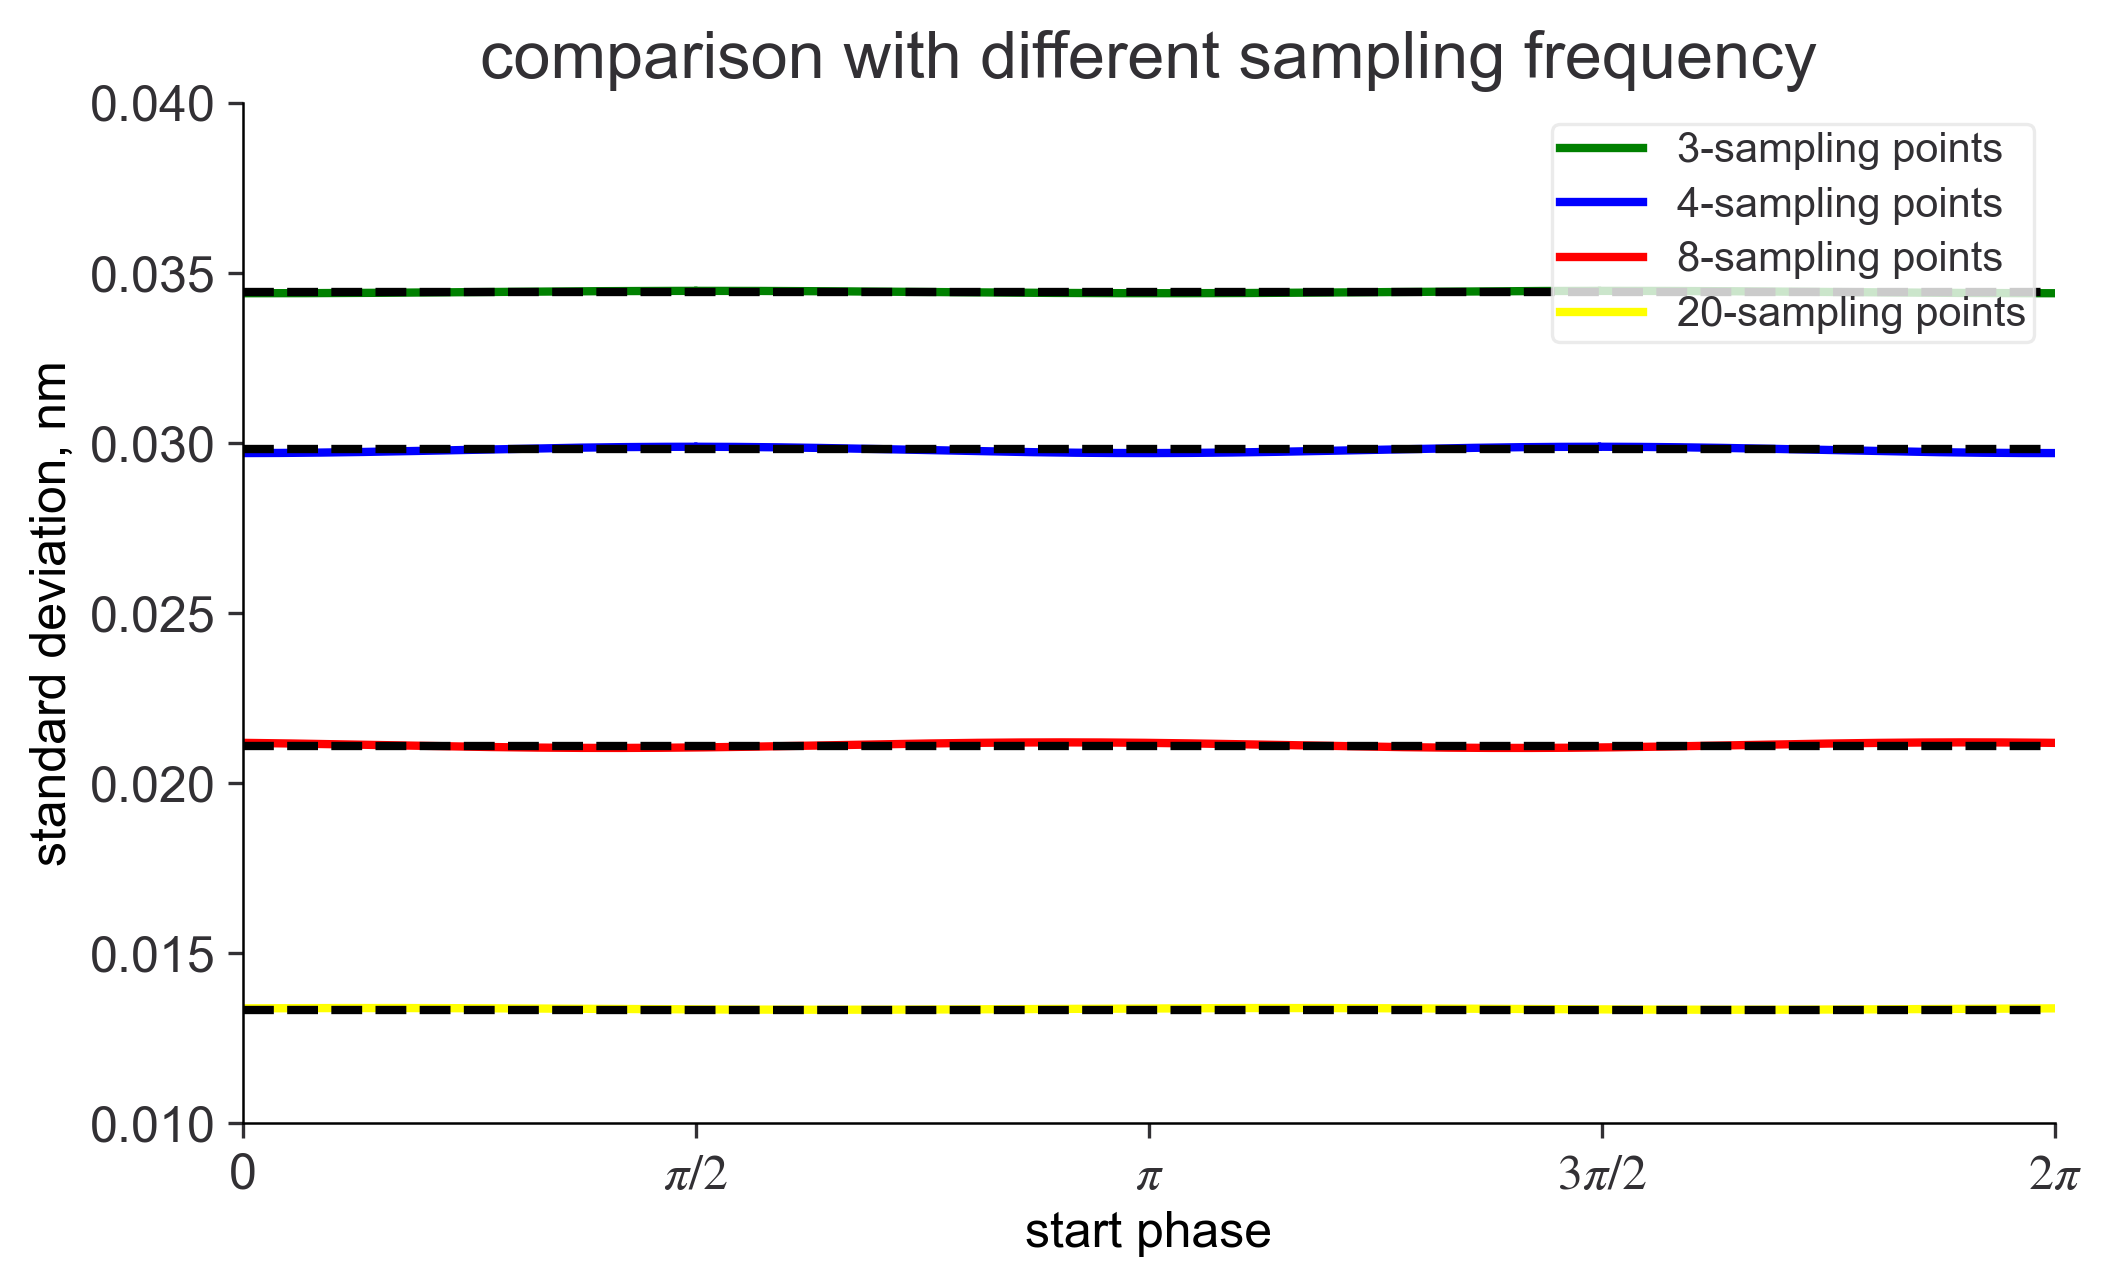 comparison with different sampling frequency
0.040
0.035
0.030
0.025
0.020
0.015
0.010
standard deviation, nm
3-sampling points
4-sampling points
8-sampling points
20-sampling points
0 π/2 π 3π/2 2π
start phase